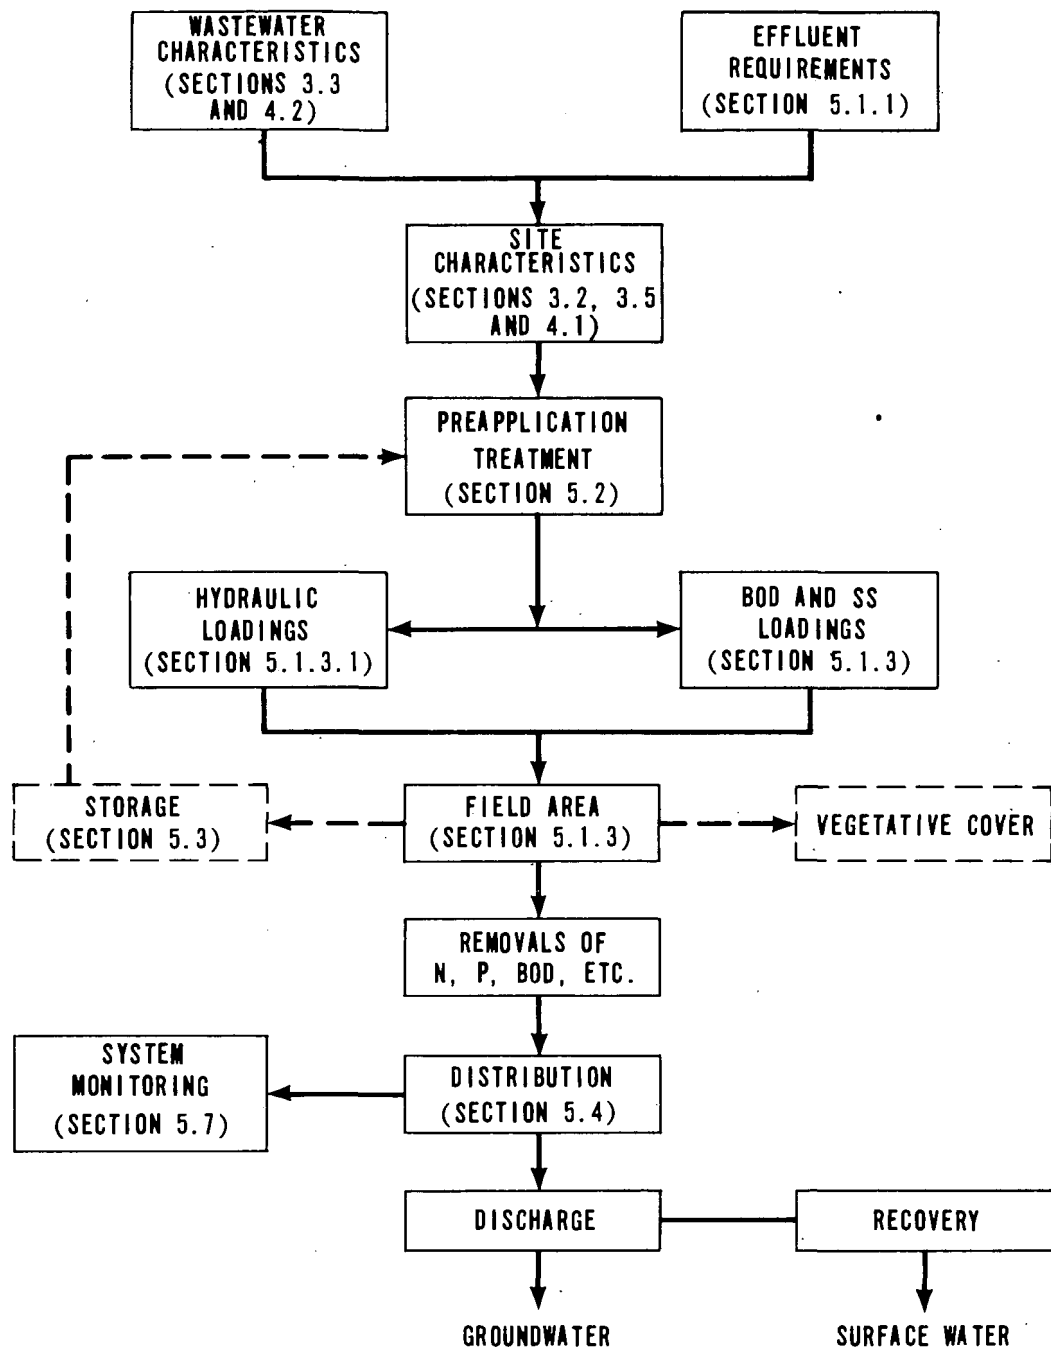 WASTEWATER
CHARACTERISTICS
(SECTIONS 3.3
AND 4.2)
EFFLUENT
REQUIREMENTS
(SECTION 5.1.1)
SITE
CHARACTERISTICS
(SECTIONS 3.2, 3.5
AND 4.1)
PREAPPLICATION
TREATMENT
(SECTION 5.2)
HYDRAULIC
LOADINGS
(SECTION 5.1.3.1)
BOD AND SS
LOADINGS
(SECTION 5.1.3)
STORAGE
(SECTION 5.3)
FIELD AREA
(SECTION 5.1.3)
VEGETATIVE COVER
REMOVALS OF
N, P, BOD, ETC.
SYSTEM
MONITORING
(SECTION 5.7)
DISTRIBUTION
(SECTION 5.4)
DISCHARGE
RECOVERY
GROUNDWATER
SURFACE WATER